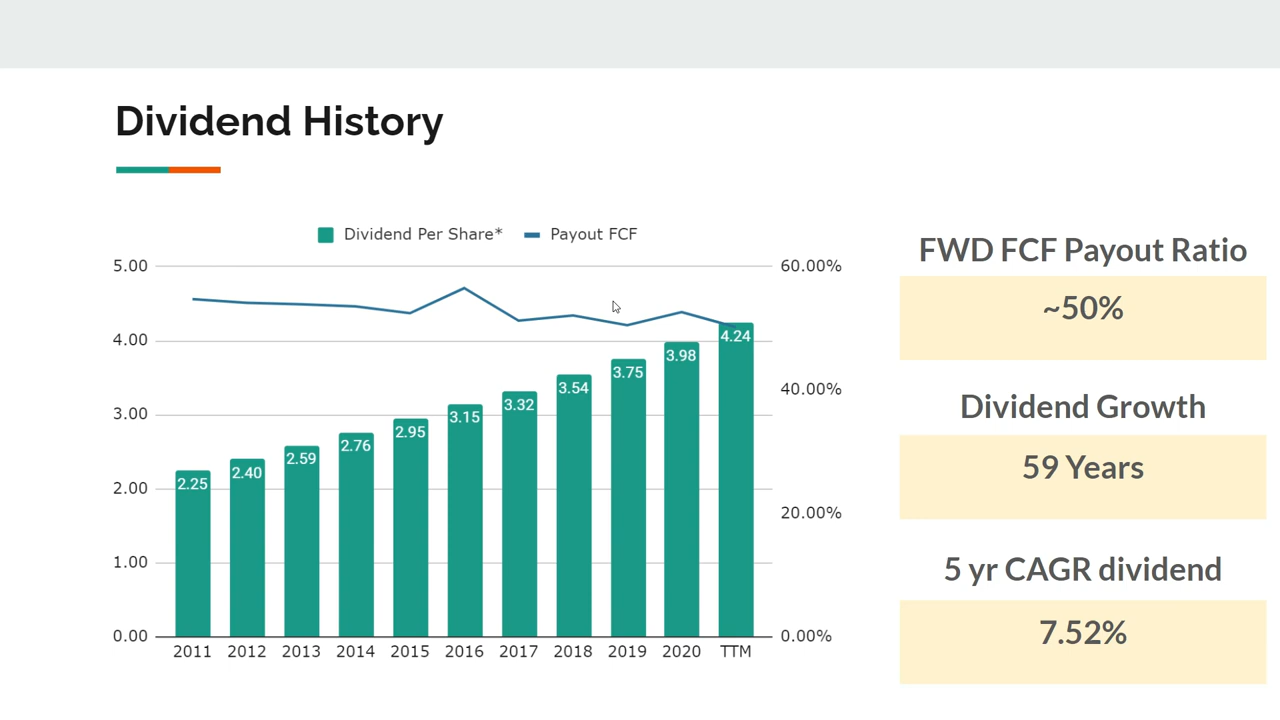 Dividend History
Dividend Per Share* Payout FCF
5.00
4.00
3.00
2.00
1.00
0.00
60.00%
40.00%
20.00%
0.00%
2.25 2.40 2.59 2.76 2.95 3.15 3.32 3.54 3.75 3.98 4.24
2011 2012 2013 2014 2015 2016 2017 2018 2019 2020 TTM
FWD FCF Payout Ratio
~50%
Dividend Growth
59 Years
5 yr CAGR dividend
7.52%